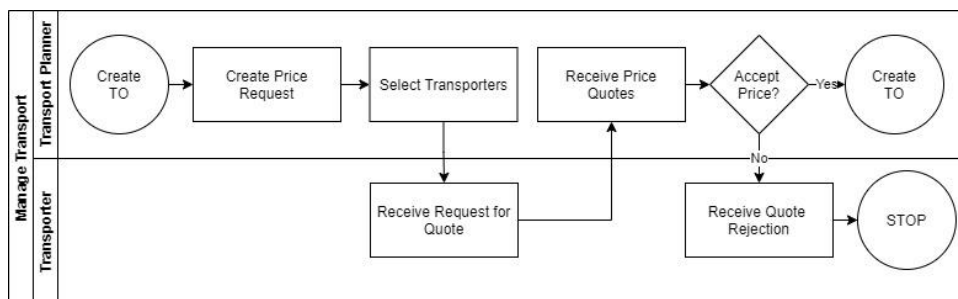 Manage Transport
Transport Planner
Create
TO
Create Price
Request
Select Transporters
Receive Price
Quotes
Accept
Price?
Yes
Create
TO
No
Transporter
Receive Request for
Quote
Receive Quote
Rejection
STOP